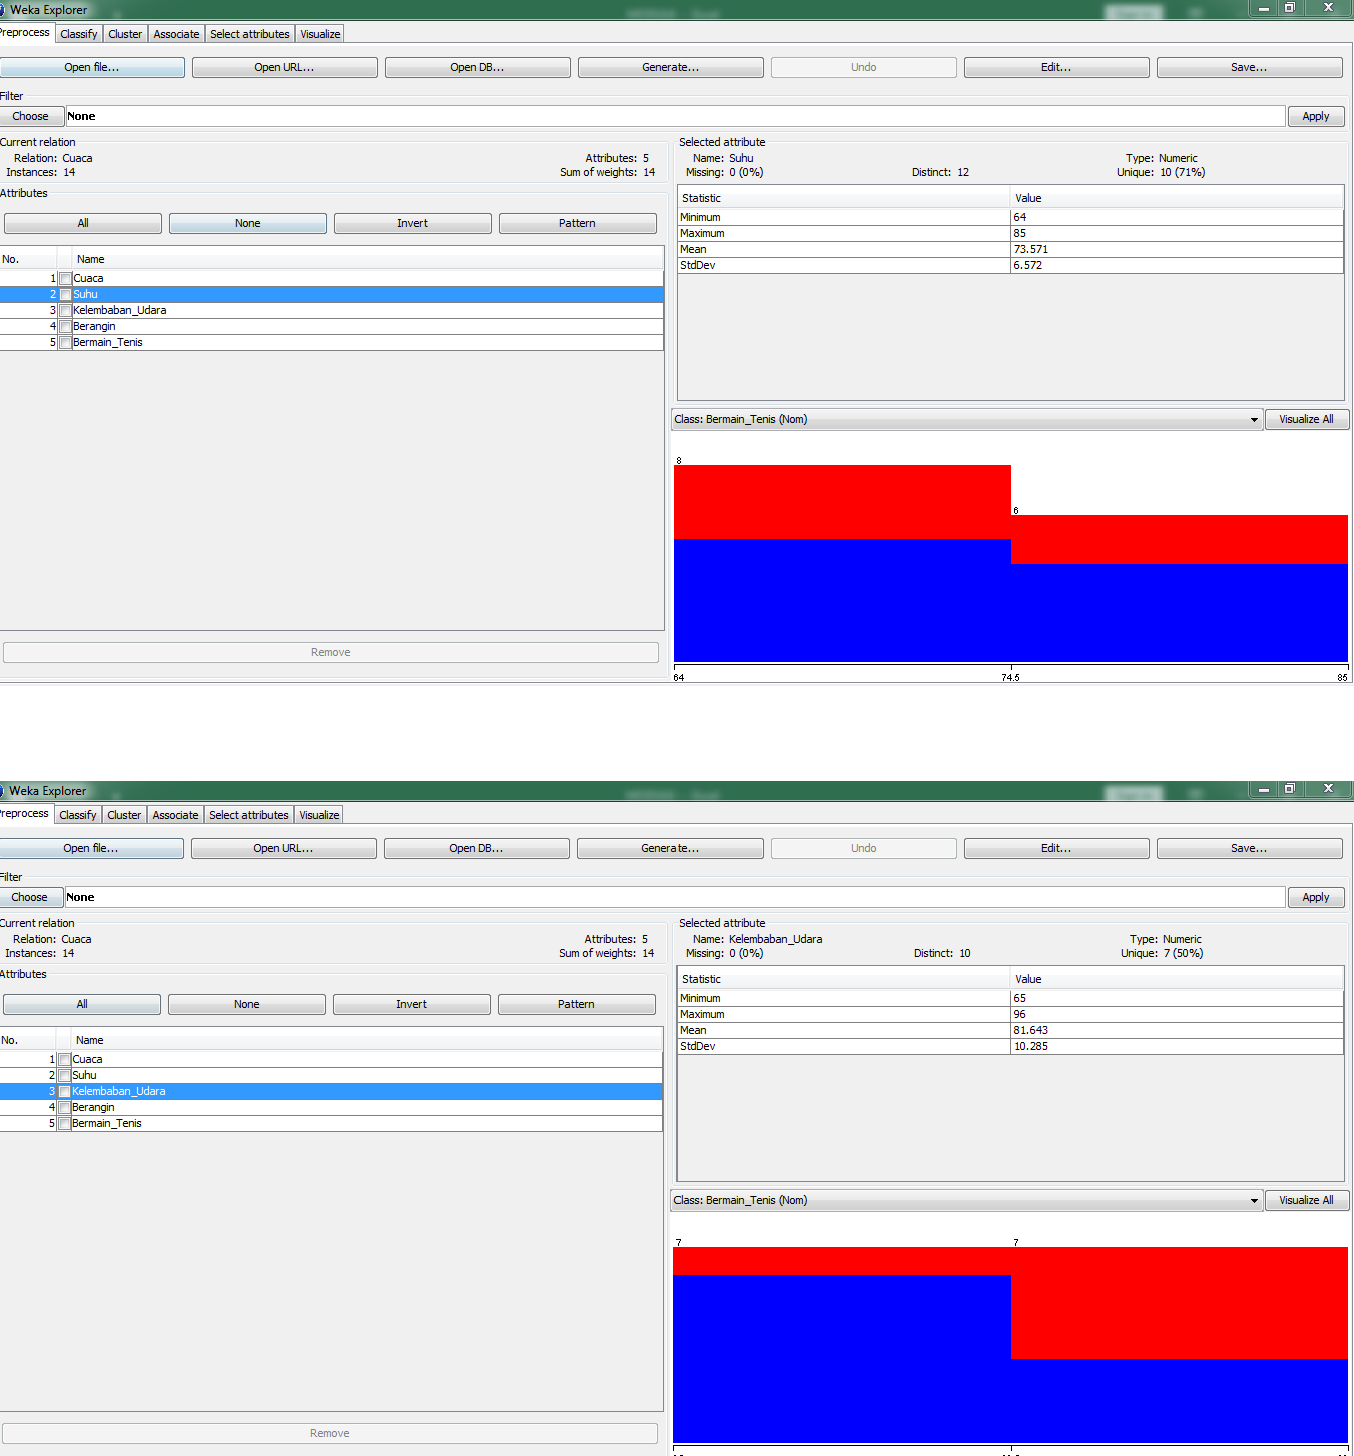 Weka Explorer
Preprocess Classify Cluster Associate Select attributes Visualize
Open file... Open URL... Open DB... Generate... Undo Edit... Save...
Filter
Choose None Apply
Current relation
Relation: Cuaca Attributes: 5
Instances: 14 Sum of weights: 14
Attributes
All None Invert Pattern
No. Name
1 Cuaca
2 Suhu
3 Kelembaban_Udara
4 Berangin
5 Bermain_Tenis
Remove
Selected attribute
Name: Suhu Type: Numeric
Missing: 0 (0%) Distinct: 12 Unique: 10 (71%)
Statistic Value
Minimum 64
Maximum 85
Mean 73.571
StdDev 6.572
Class: Bermain_Tenis (Nom) Visualize All
8
6
64 74.5 85
Weka Explorer
Preprocess Classify Cluster Associate Select attributes Visualize
Open file... Open URL... Open DB... Generate... Undo Edit... Save...
Filter
Choose None Apply
Current relation
Relation: Cuaca Attributes: 5
Instances: 14 Sum of weights: 14
Attributes
All None Invert Pattern
No. Name
1 Cuaca
2 Suhu
3 Kelembaban_Udara
4 Berangin
5 Bermain_Tenis
Remove
Selected attribute
Name: Kelembaban_Udara Type: Numeric
Missing: 0 (0%) Distinct: 10 Unique: 7 (50%)
Statistic Value
Minimum 65
Maximum 96
Mean 81.643
StdDev 10.285
Class: Bermain_Tenis (Nom) Visualize All
7 7